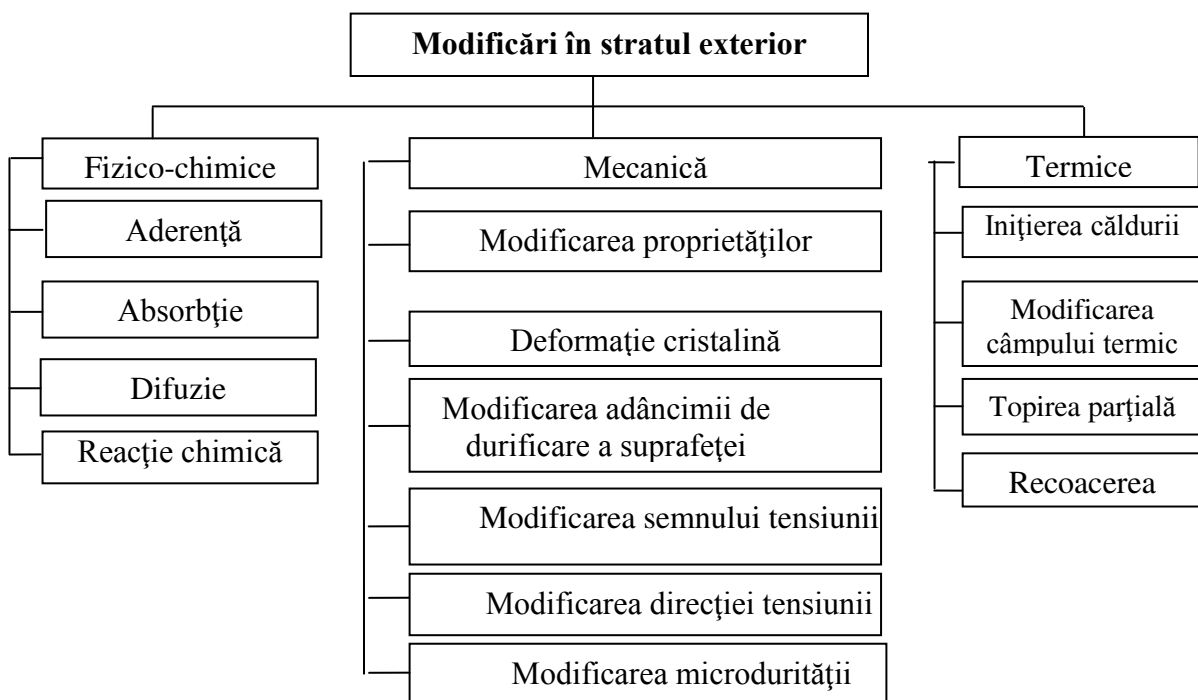 Modificări în stratul exterior
Fizico-chimice
Aderenţă
Absorbţie
Difuzie
Reacţie chimică
Mecanică
Modificarea proprietăţilor
Deformaţie cristalină
Modificarea adâncimii de
durificare a suprafeţei
Modificarea semnului tensiunii
Modificarea direcţiei tensiunii
Modificarea microdurităţii
Termice
Iniţierea căldurii
Modificarea
câmpului termic
Topirea parţială
Recoacerea